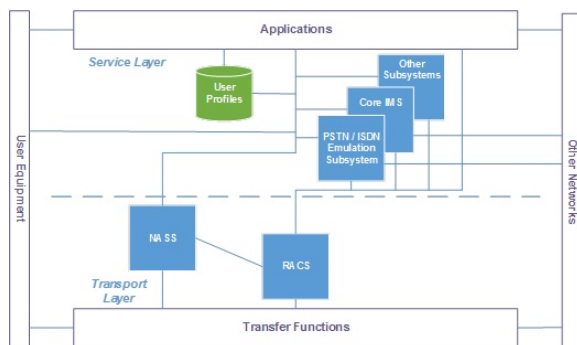 Applications
Service Layer
User
Profiles
Other
Subsystems
Core IMS
PSTN / ISDN
Emulation
Subsystem
User Equipment
Other Networks
NASS
RACS
Transport
Layer
Transfer Functions